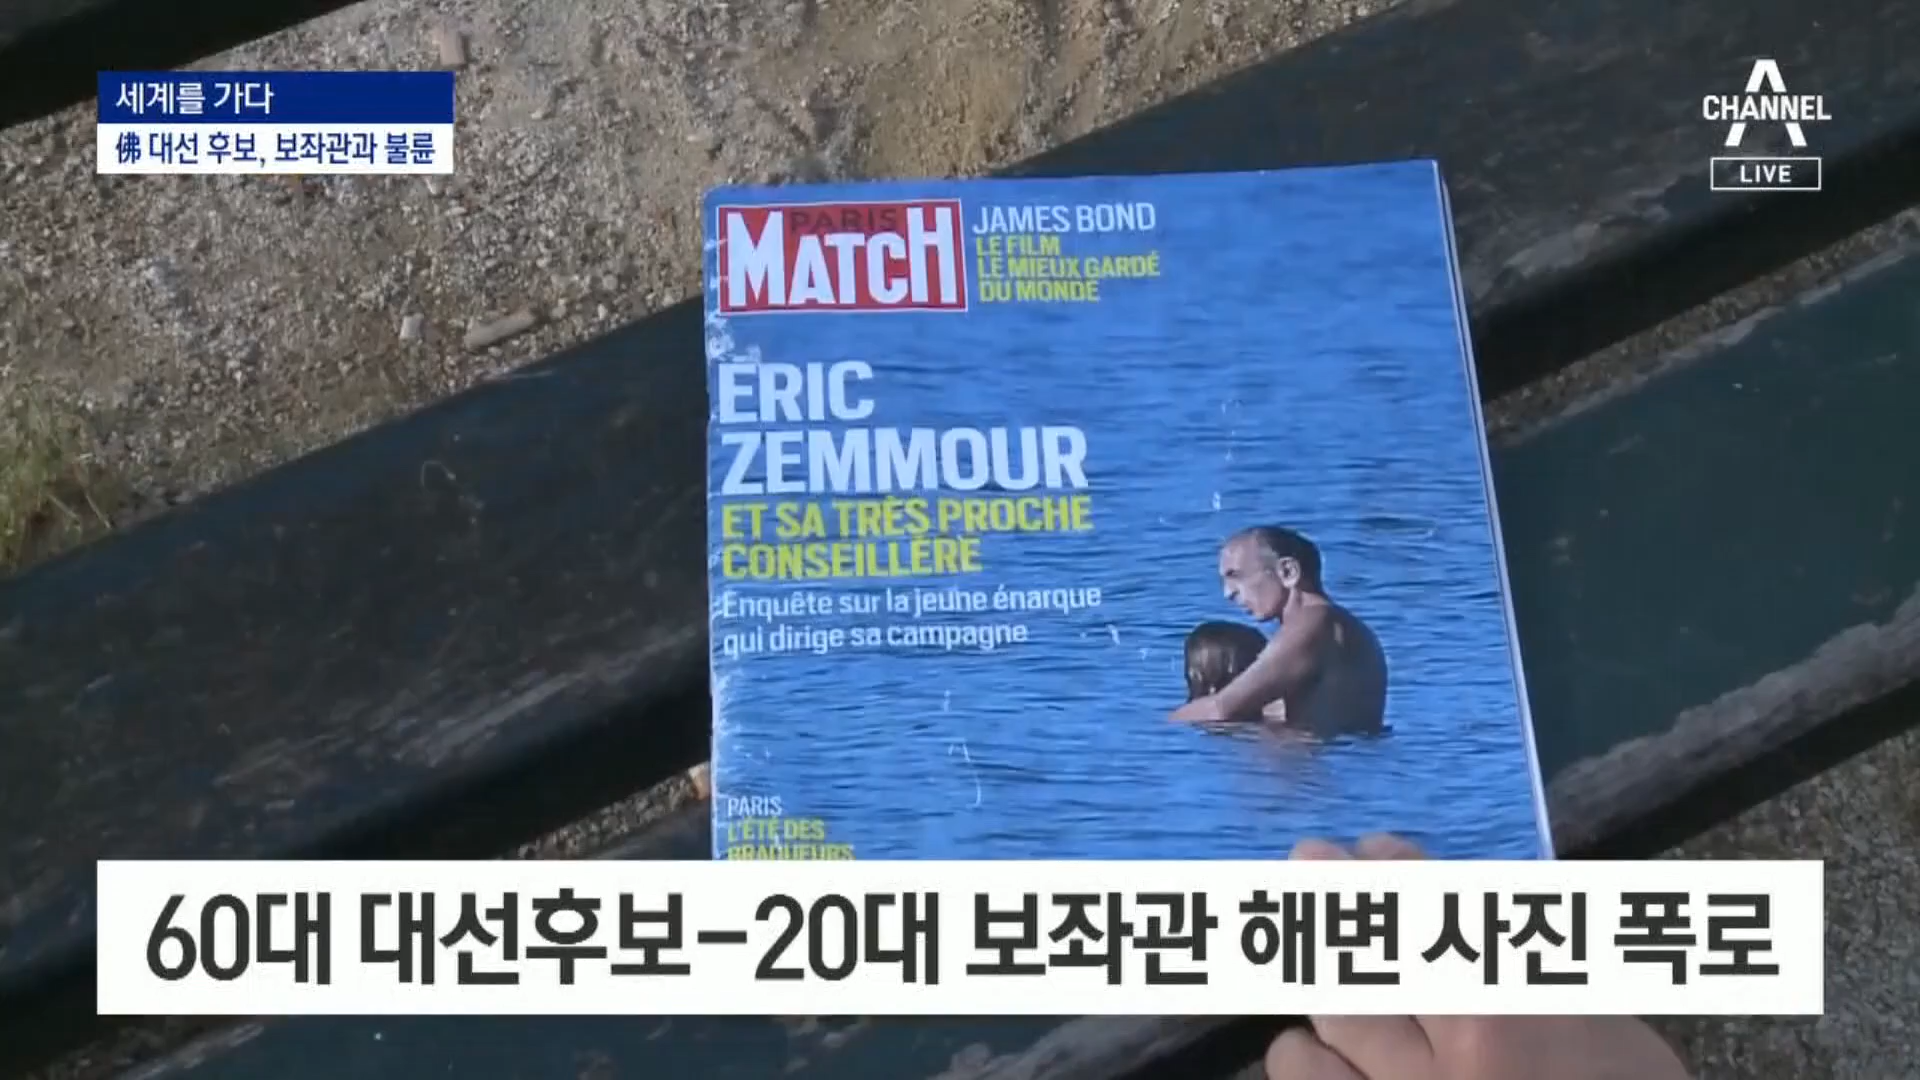 세계를 가다
佛 대선 후보, 보좌관과 불륜
CHANNEL A
LIVE
PARIS
MATCH
JAMES BOND
LE FILM
LE MIEUX GARDÉ
DU MONDE
ERIC
ZEMMOUR
ET SA TRÈS PROCHE
CONSEILLÈRE
Enquête sur la jeune énarque
qui dirige sa campagne
PARIS
L'ÉTÉ DES
BRAQUEURS
60대 대선후보-20대 보좌관 해변 사진 폭로